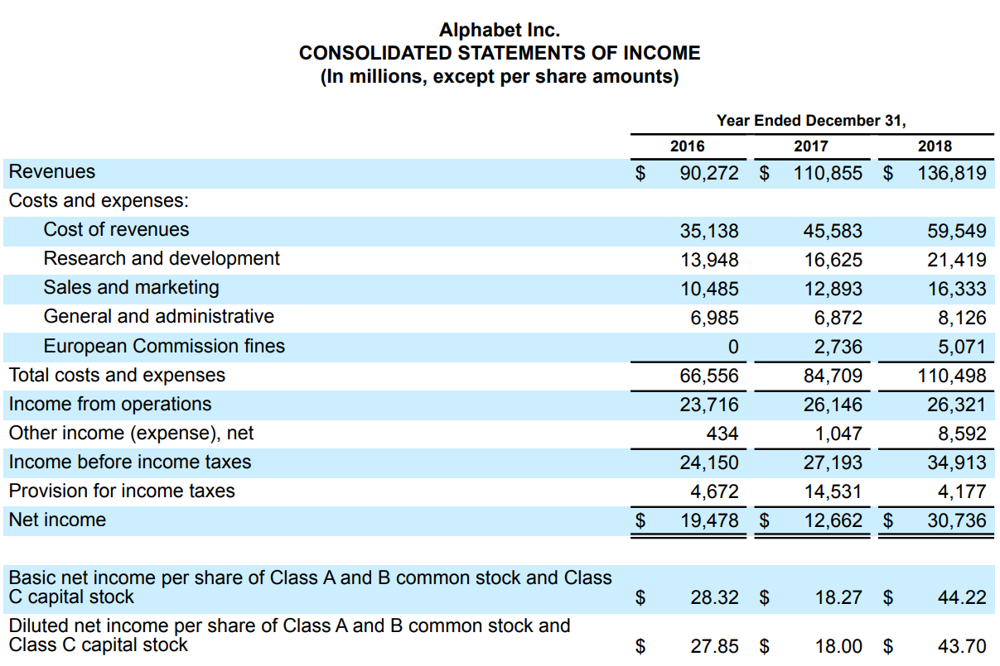 Alphabet Inc.
CONSOLIDATED STATEMENTS OF INCOME
(In millions, except per share amounts)
Year Ended December 31,
2016 2017 2018
Revenues $ 90,272 $ 110,855 $ 136,819
Costs and expenses:
Cost of revenues 35,138 45,583 59,549
Research and development 13,948 16,625 21,419
Sales and marketing 10,485 12,893 16,333
General and administrative 6,985 6,872 8,126
European Commission fines 0 2,736 5,071
Total costs and expenses 66,556 84,709 110,498
Income from operations 23,716 26,146 26,321
Other income (expense), net 434 1,047 8,592
Income before income taxes 24,150 27,193 34,913
Provision for income taxes 4,672 14,531 4,177
Net income $ 19,478 $ 12,662 $ 30,736
Basic net income per share of Class A and B common stock and Class
C capital stock $ 28.32 $ 18.27 $ 44.22
Diluted net income per share of Class A and B common stock and
Class C capital stock $ 27.85 $ 18.00 $ 43.70